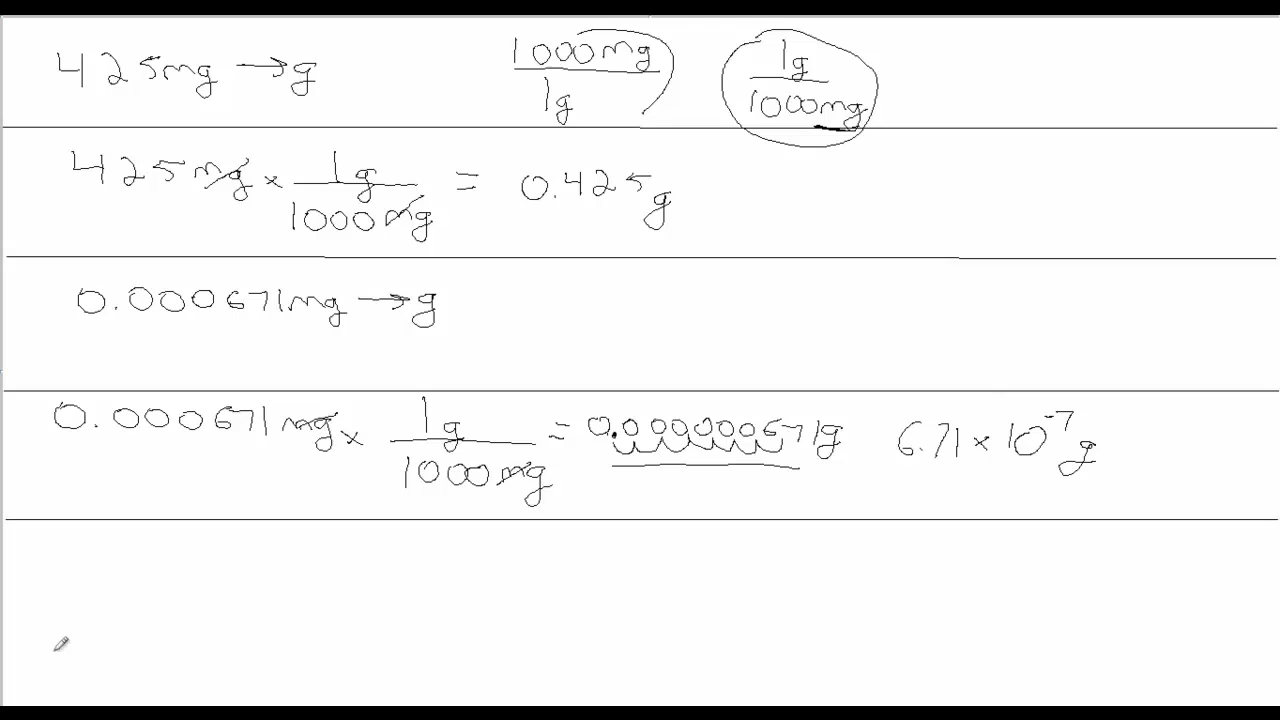 425mg → g 1000mg/1g 1g/1000mg
425mg × 1g/1000mg = 0.425g
0.000671mg → g
0.000671mg × 1g/1000mg = 0.000000671g 6.71 × 10⁻⁷g